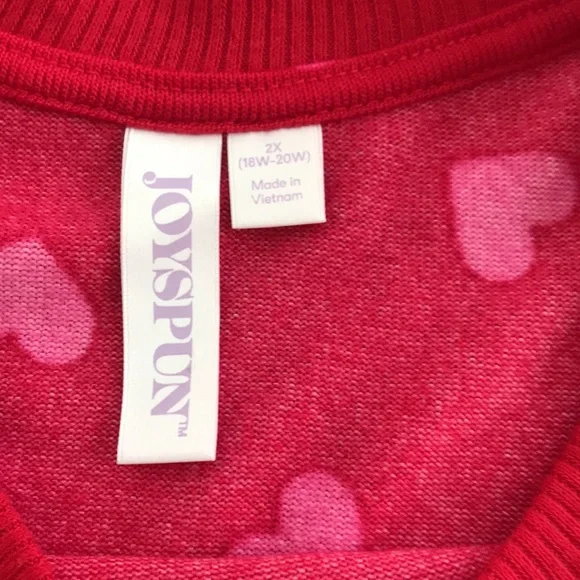 JOYSPUN™
2X
(18W-20W)
Made in
Vietnam